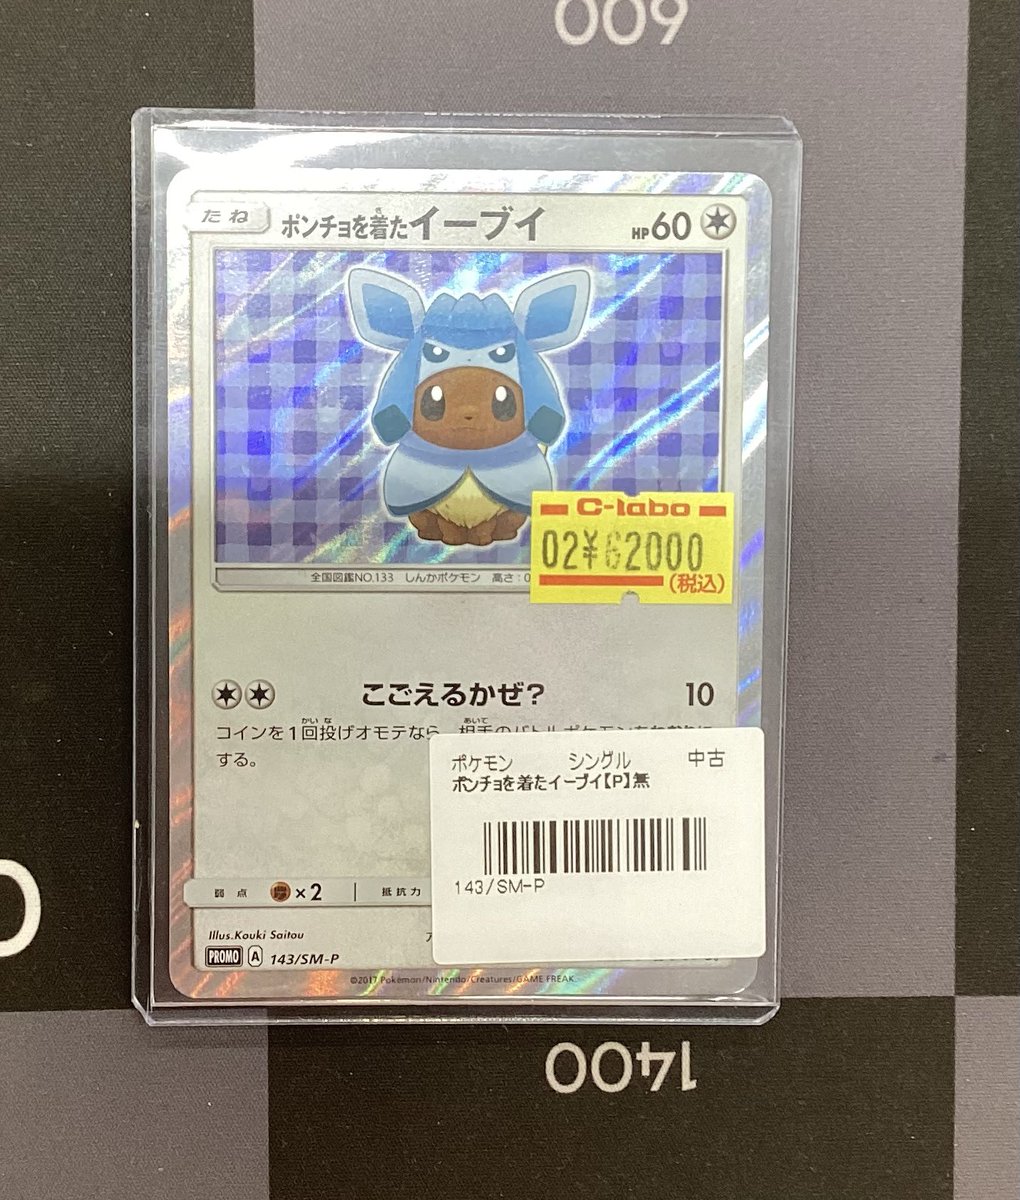 600
たね
ポンチョを着たイーブイ
HP 60
C-labo
02¥62000
(税込)
全国図鑑NO.133 しんかポケモン 高さ:0
こごえるかぜ? 10
コインを1回投げオモテなら、相手のバトルポケモンを
する。
ポケモン シングル 中古
ポンチョを着たイーブイ【P】無
143/SM-P
弱点 ×2 抵抗力
Illus.Kouki Saitou
PROMO A 143/SM-P
©2017 Pokémon/Nintendo/Creatures/GAME FREAK.
1400